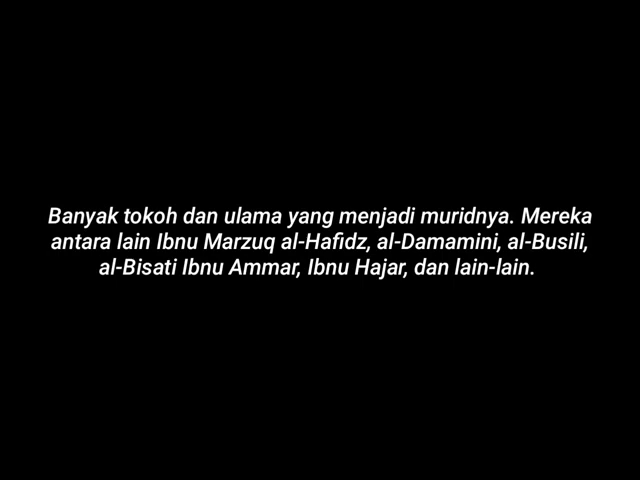 Banyak tokoh dan ulama yang menjadi muridnya. Mereka
antara lain Ibnu Marzuq al-Hafidz, al-Damamini, al-Busili,
al-Bisati Ibnu Ammar, Ibnu Hajar, dan lain-lain.